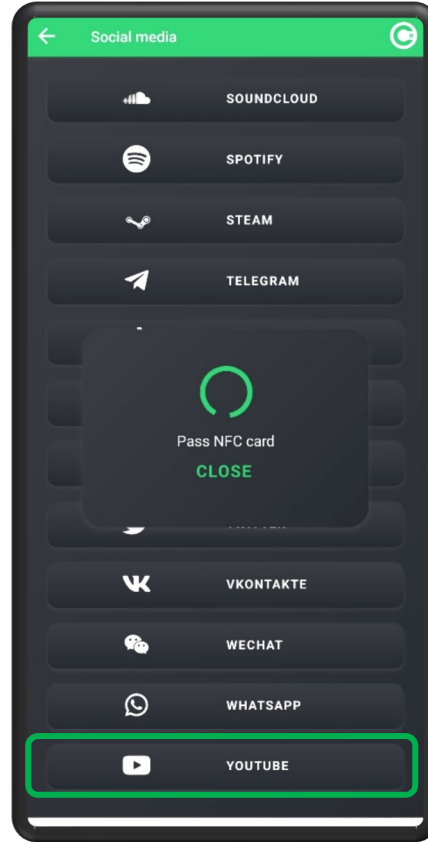 Social media
SOUNDCLOUD
SPOTIFY
STEAM
TELEGRAM
Pass NFC card
CLOSE
VKONTAKTE
WECHAT
WHATSAPP
YOUTUBE